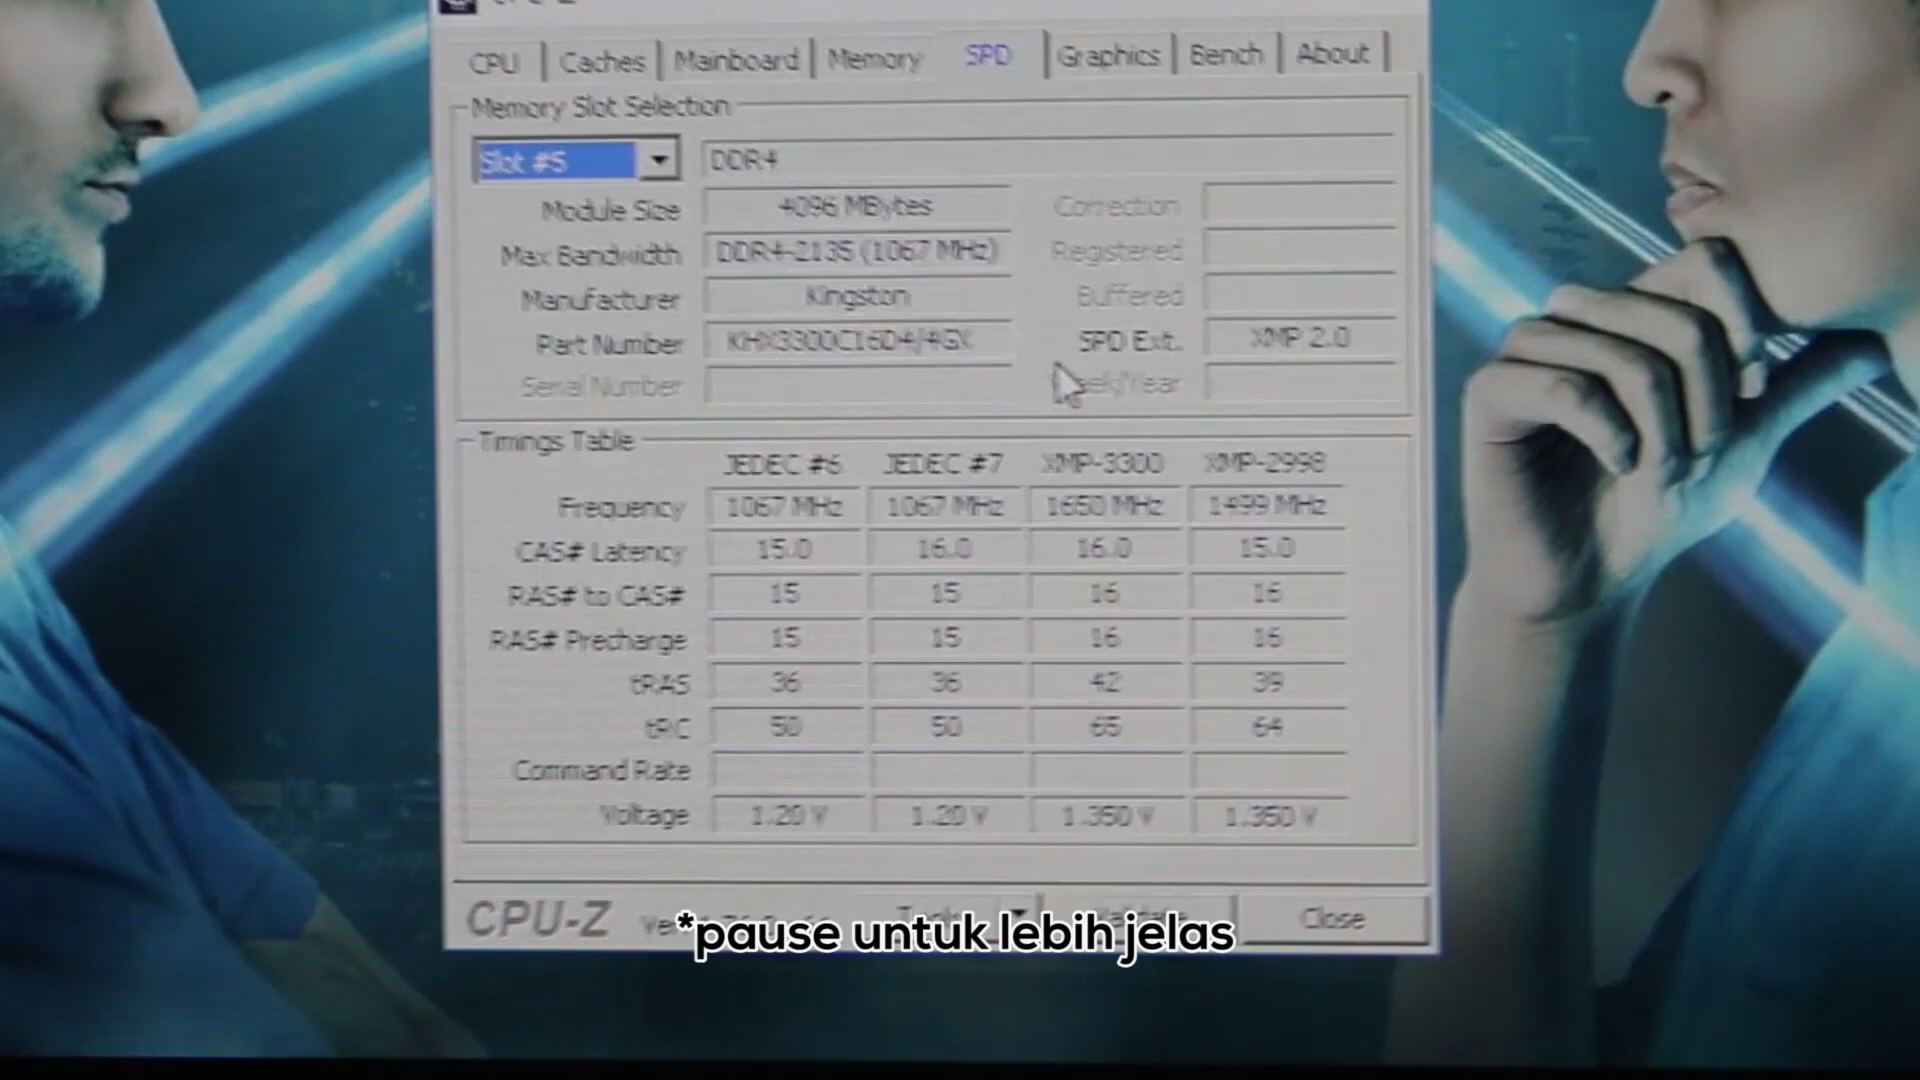 CPU-Z
CPU Caches Mainboard Memory SPD Graphics Bench About
Memory Slot Selection
Slot #5 DDR4
Module Size 4096 MBytes Correction
Max Bandwidth DDR4-2135 (1067 MHz) Registered
Manufacturer Kingston Buffered
Part Number KHX3300C16D4/4GX SPD Ext. XMP 2.0
Serial Number Week/Year
Timings Table
JEDEC #6 JEDEC #7 XMP-3300 XMP-2998
Frequency 1067 MHz 1067 MHz 1650 MHz 1499 MHz
CAS# Latency 15.0 16.0 16.0 15.0
RAS# to CAS# 15 15 16 16
RAS# Precharge 15 15 16 16
tRAS 36 36 42 39
tRC 50 50 65 64
Command Rate
Voltage 1.20 V 1.20 V 1.350 V 1.350 V
CPU-Z Tools Validate Close
*pause untuk lebih jelas